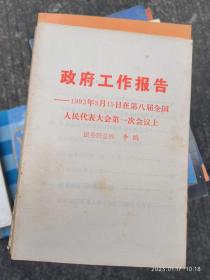 政府工作报告
——1993年3月15日在第八届全国
人民代表大会第一次会议上
国务院总理 李鹏
2023.01.17 10:18